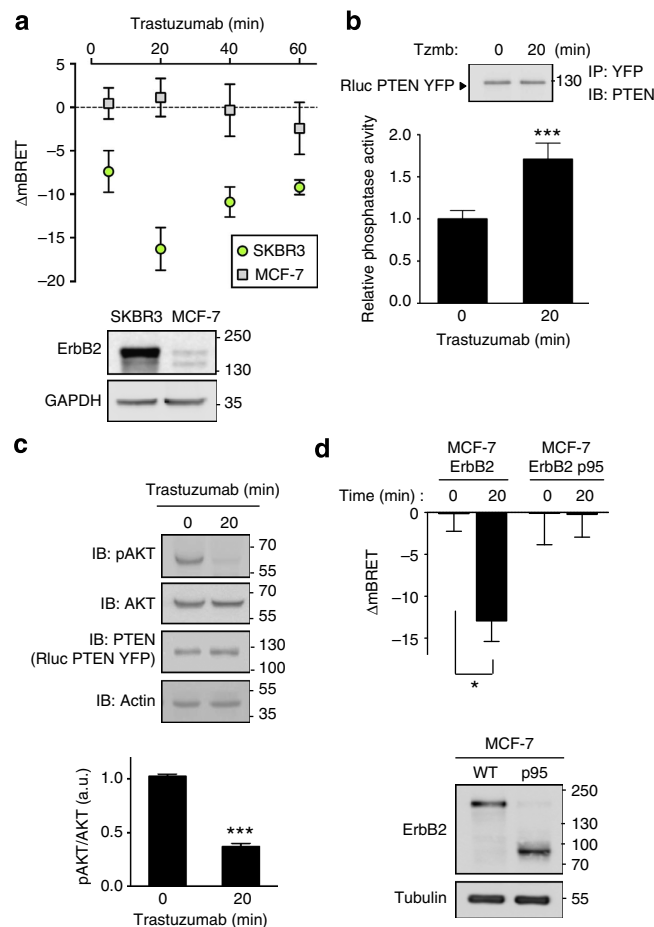 a
Trastuzumab (min)
0 20 40 60
5
0
−5
−10
−15
−20
ΔmBRET
SKBR3
MCF-7
SKBR3 MCF-7
ErbB2
250
130
GAPDH
35
b
Tzmb: 0 20 (min)
Rluc PTEN YFP
130
IP: YFP
IB: PTEN
2.0
1.5
1.0
0.5
0.0
Relative phosphatase activity
***
0 20
Trastuzumab (min)
c
Trastuzumab (min)
0 20
IB: pAKT
70
55
IB: AKT
70
55
IB: PTEN
(Rluc PTEN YFP)
130
100
IB: Actin
55
35
1.0
0.5
0.0
pAKT/AKT (a.u.)
***
0 20
Trastuzumab (min)
d
MCF-7
ErbB2
MCF-7
ErbB2 p95
Time (min) : 0 20 0 20
0
−5
−10
−15
ΔmBRET
*
MCF-7
WT p95
ErbB2
250
130
100
70
Tubulin
55